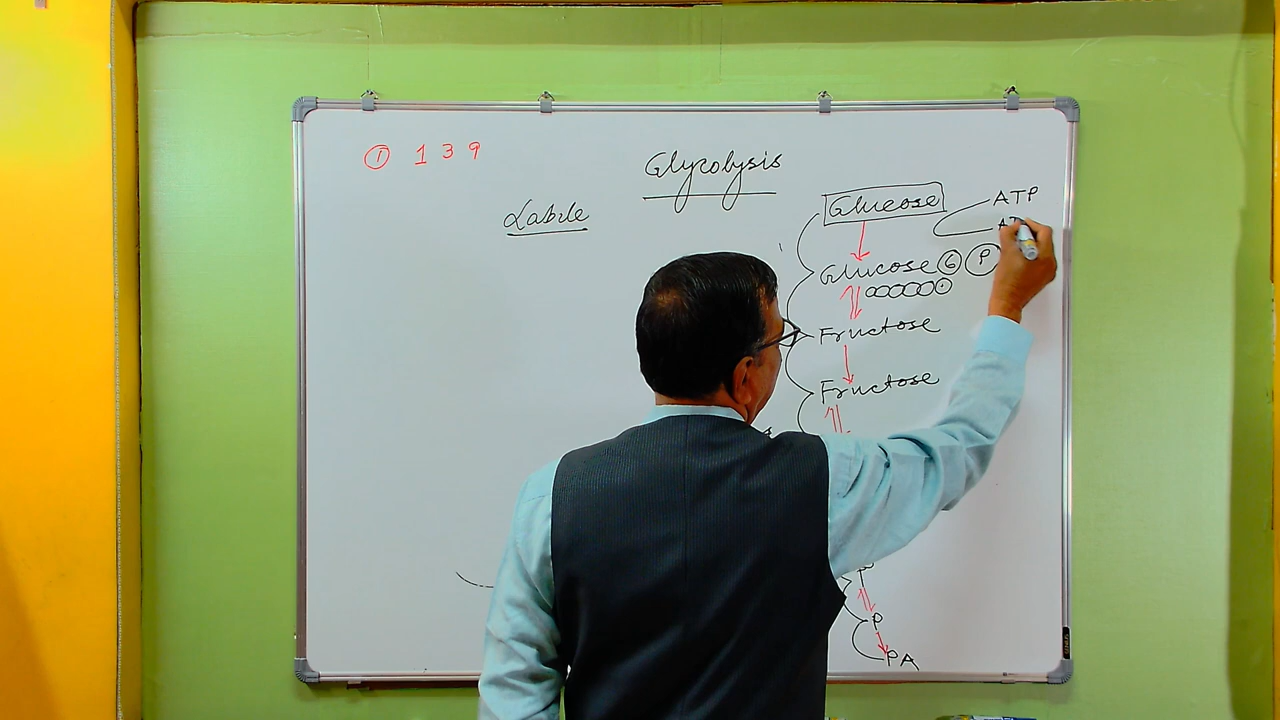 ① 1 3 9
Glycolysis
Labile
Glucose
ATP
Glucose ⑥ Ⓟ
Fructose
Fructose
P
P
PA